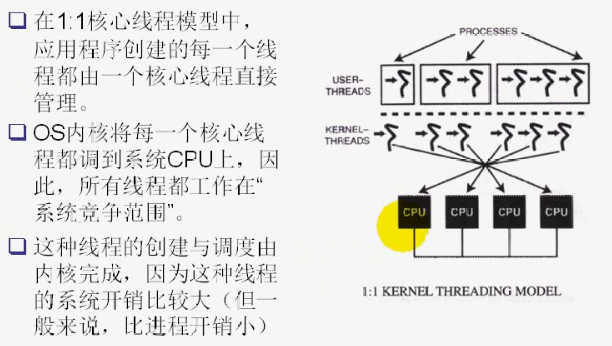 在1:1核心线程模型中,
应用程序创建的每一个线
程都由一个核心线程直接
管理。
OS内核将每一个核心线
程都调到系统CPU上,因
此,所有线程都工作在“
系统竞争范围”。
这种线程的创建与调度由
内核完成,因为这种线程
的系统开销比较大(但一
般来说,比进程开销小)
PROCESSES
USER-
THREADS
KERNEL-
THREADS
CPU CPU CPU CPU
1:1 KERNEL THREADING MODEL